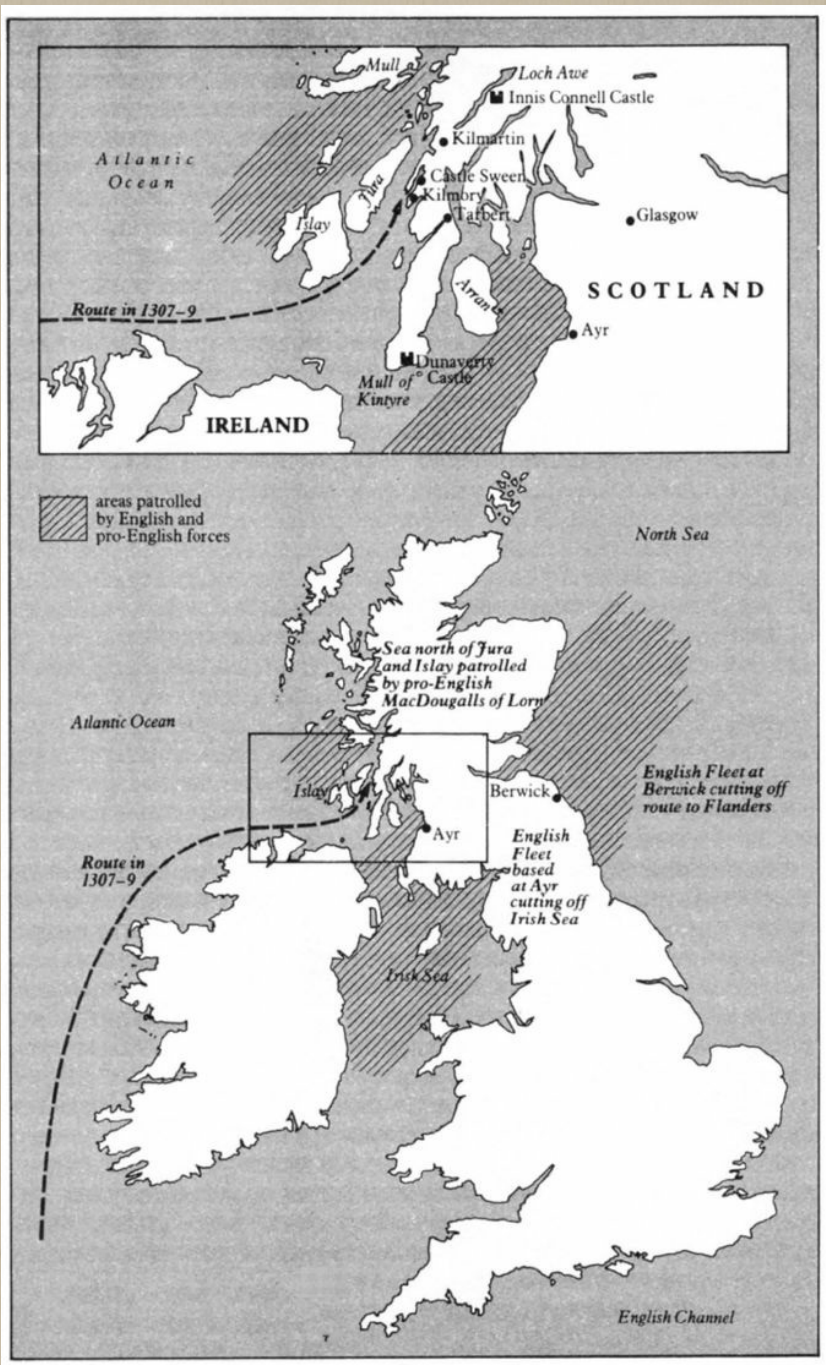 Mull
Loch Awe
Innis Connell Castle
Atlantic
Ocean
Kilmartin
Castle Sween
Jura
Kilmory
Tarbert
Islay
Glasgow
Arran
SCOTLAND
Route in 1307–9
Ayr
Dunaverty
Castle
Mull of
Kintyre
IRELAND
areas patrolled
by English and
pro-English forces
North Sea
Sea north of Jura
and Islay patrolled
by pro-English
MacDougalls of Lorn
Atlantic Ocean
English Fleet at
Berwick cutting off
route to Flanders
Islay
Berwick
Ayr
English
Fleet
based
at Ayr
cutting off
Irish Sea
Route in
1307–9
Irish Sea
English Channel